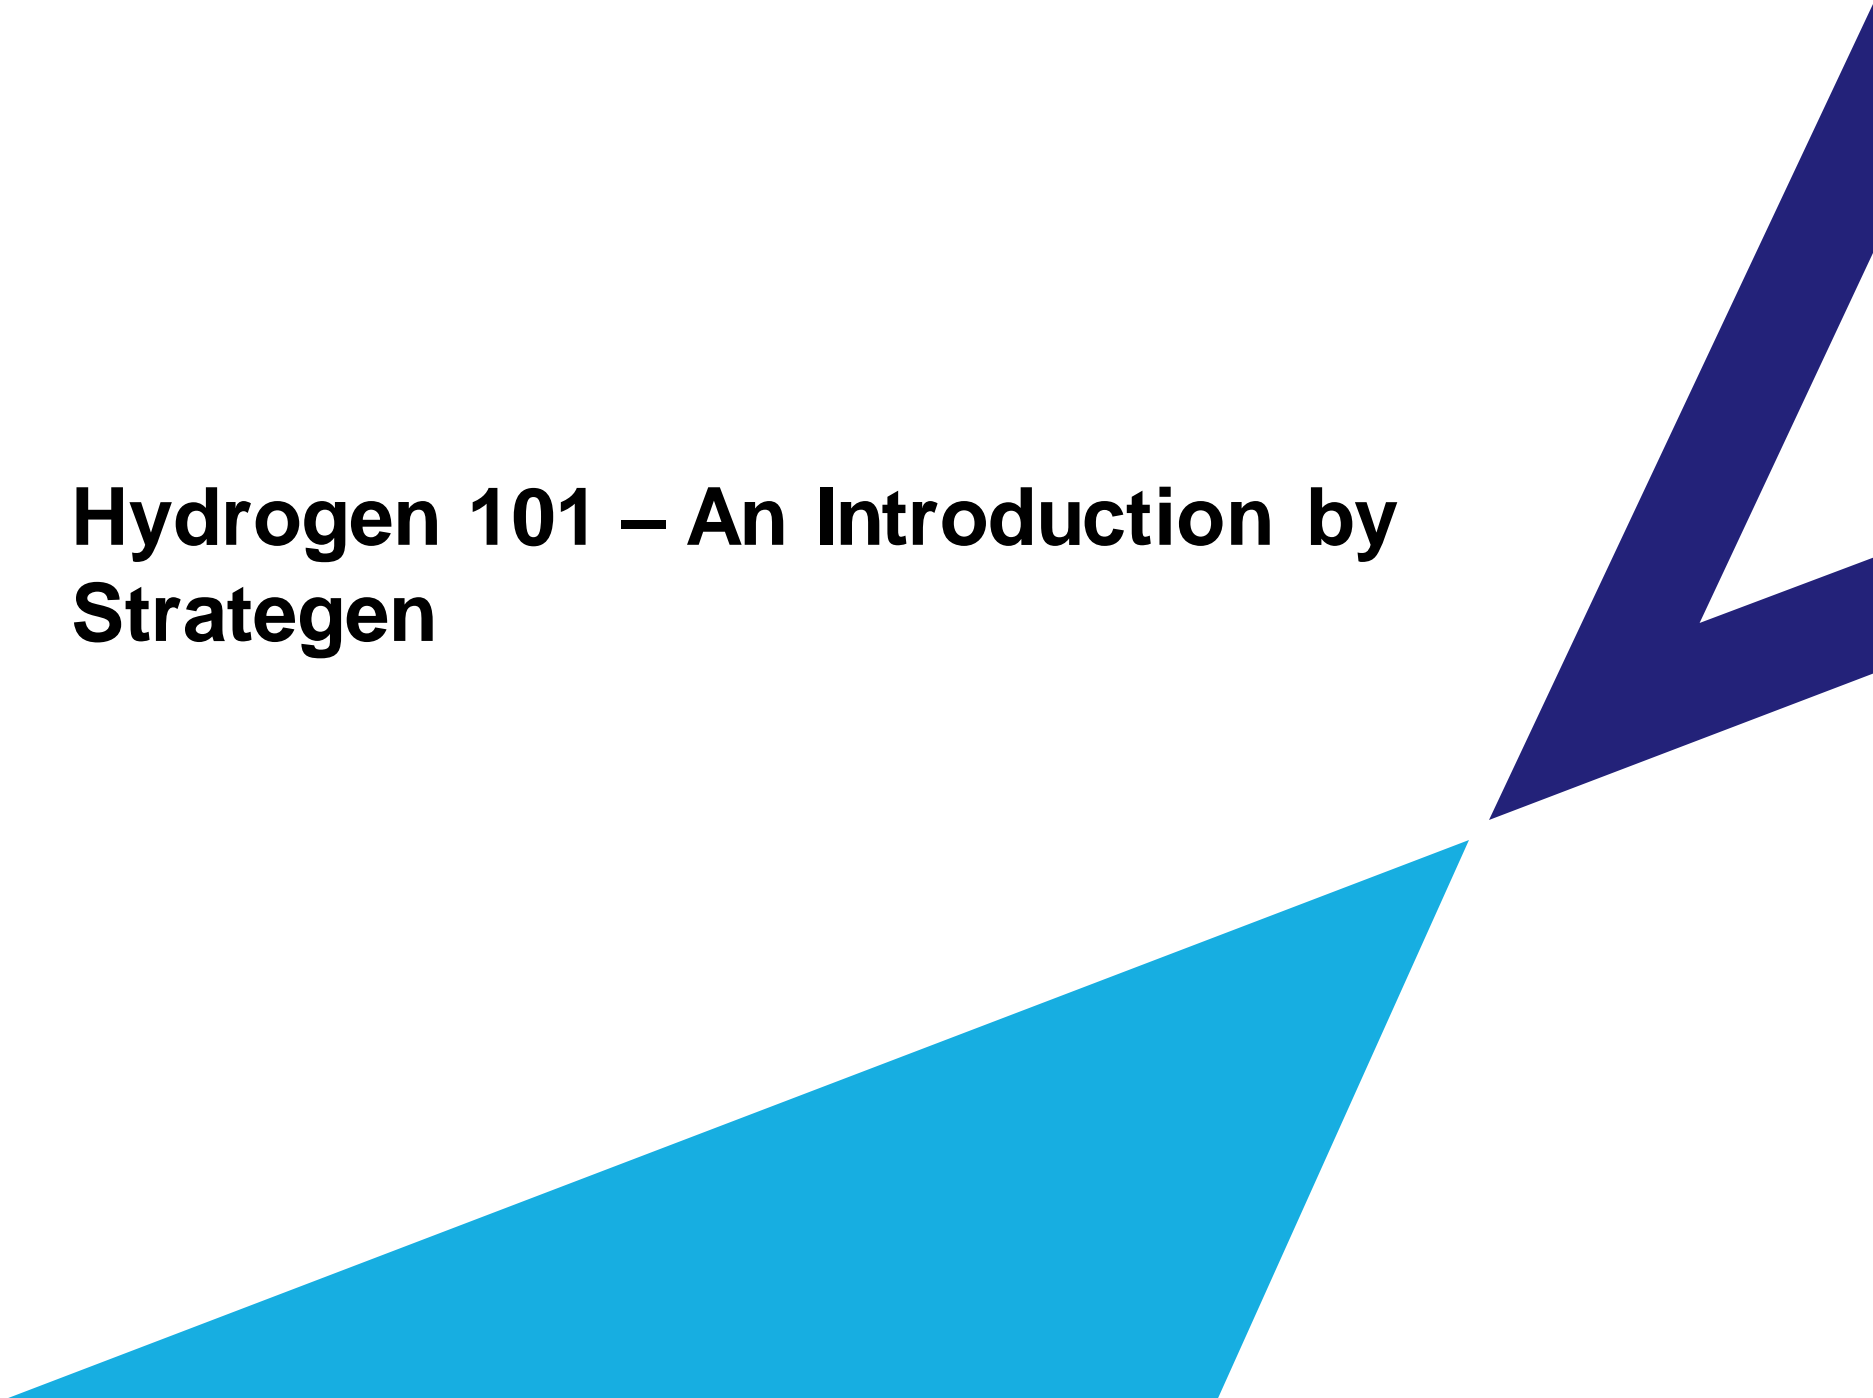 Hydrogen 101 – An Introduction by
Strategen